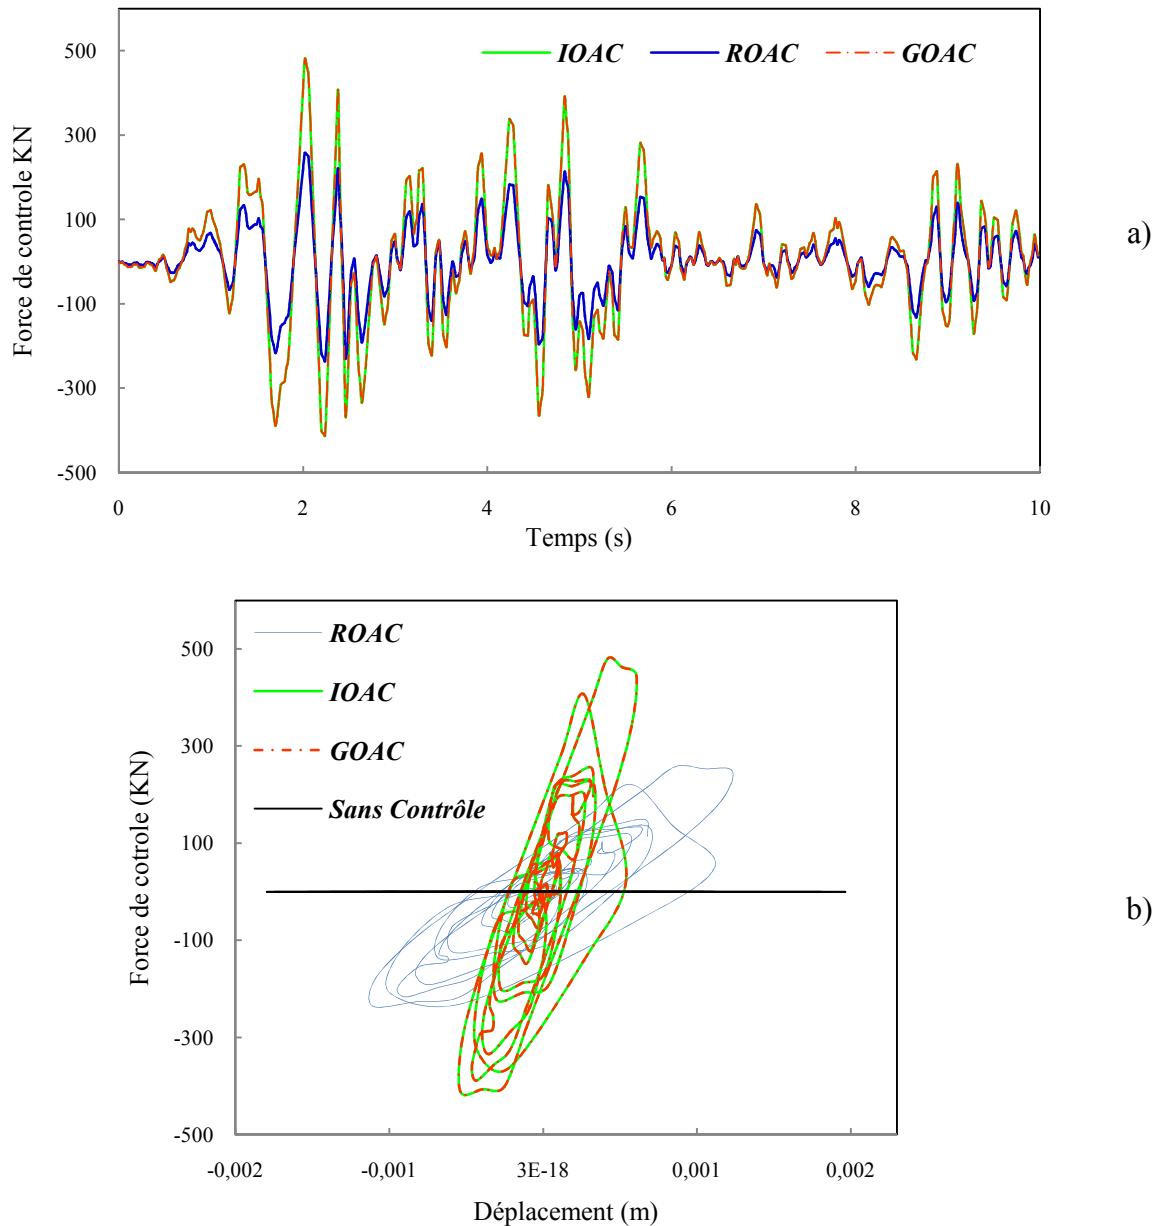 500
300
100
-100
-300
-500
Force de controle KN
IOAC ROAC GOAC
a)
0 2 4 6 8 10
Temps (s)
500
300
100
-100
-300
-500
Force de cotrole (KN)
ROAC
IOAC
GOAC
Sans Contrôle
b)
-0,002 -0,001 3E-18 0,001 0,002
Déplacement (m)